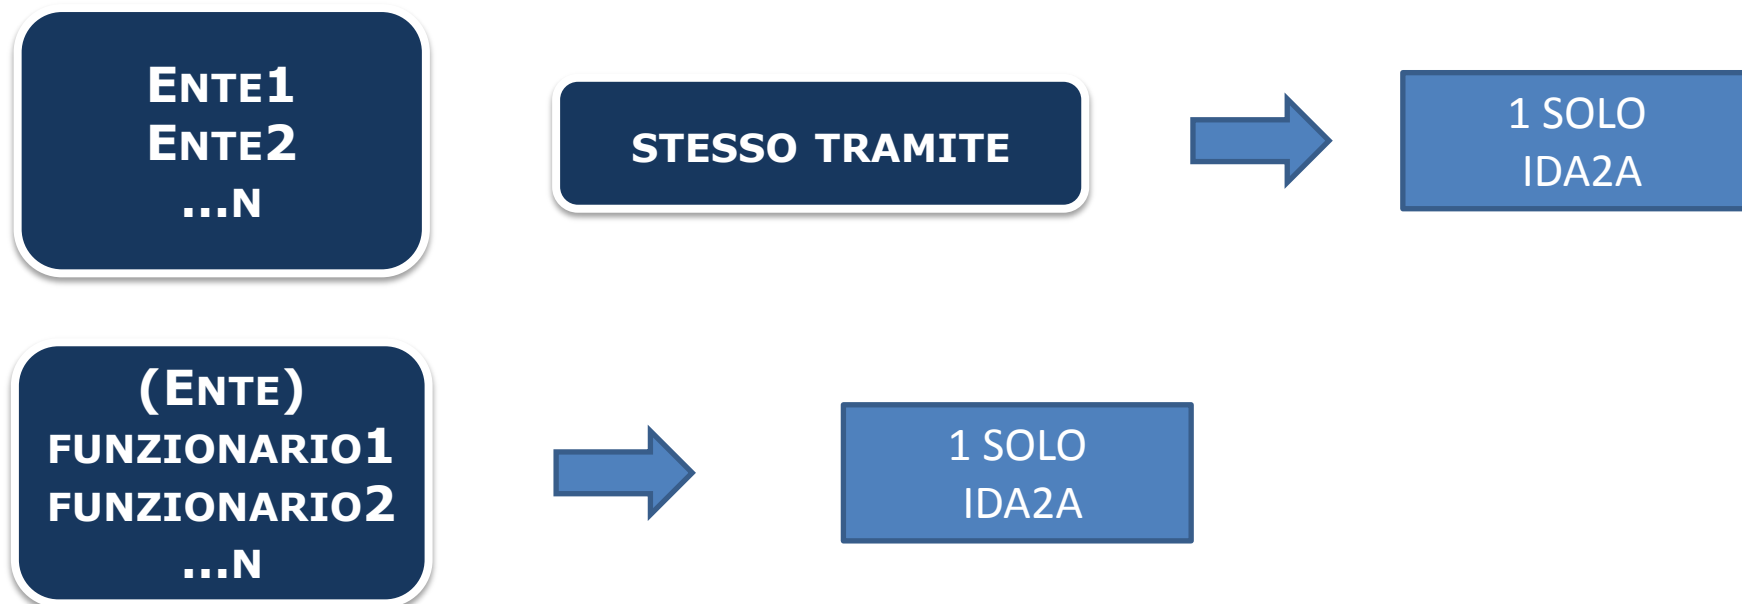 Ente1
Ente2
...n
stesso tramite
1 SOLO
IDA2A
(Ente)
funzionario1
funzionario2
...n
1 SOLO
IDA2A